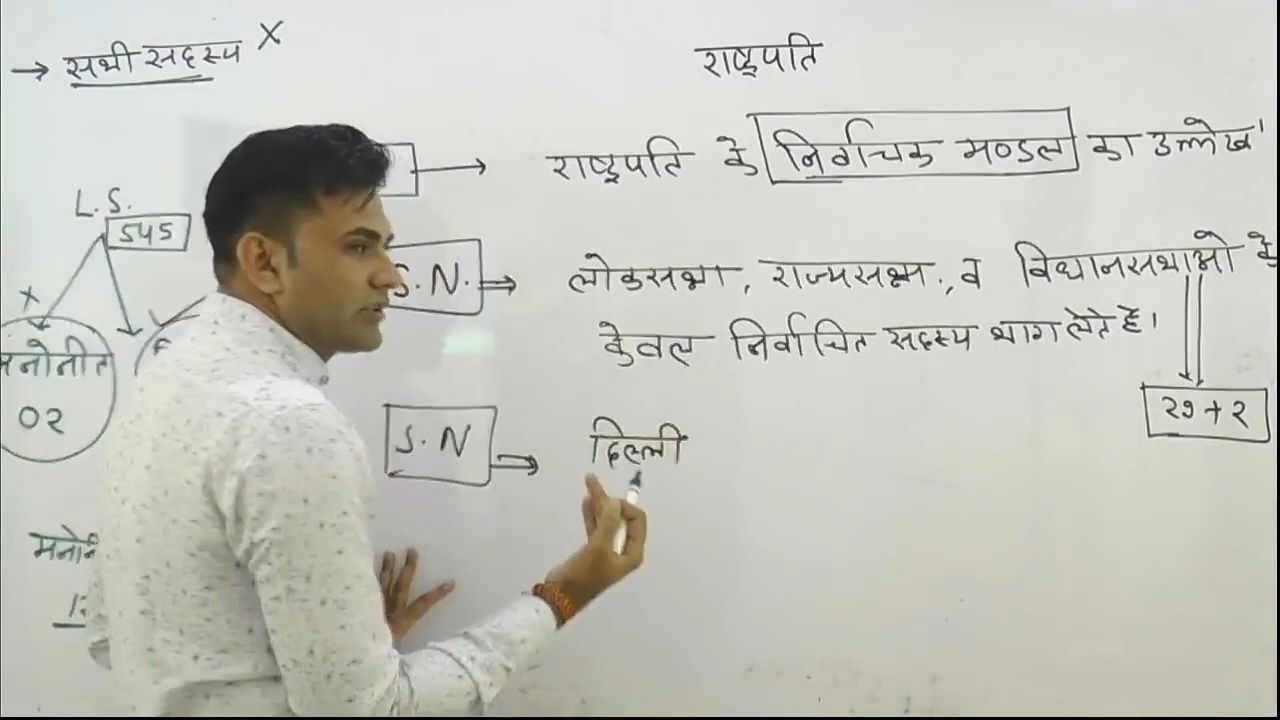 → सभी सदस्य X
राष्ट्रपति
राष्ट्रपति के निर्वाचक मण्डल का उल्लेख।
L.S.
545
S.N. ⇒ लोकसभा, राज्यसभा, व विधानसभाओ के
केवल निर्वाचित सदस्य भाग लेते हैं।
मनोनीत
02
29+2
S.N ⇒ दिल्ली